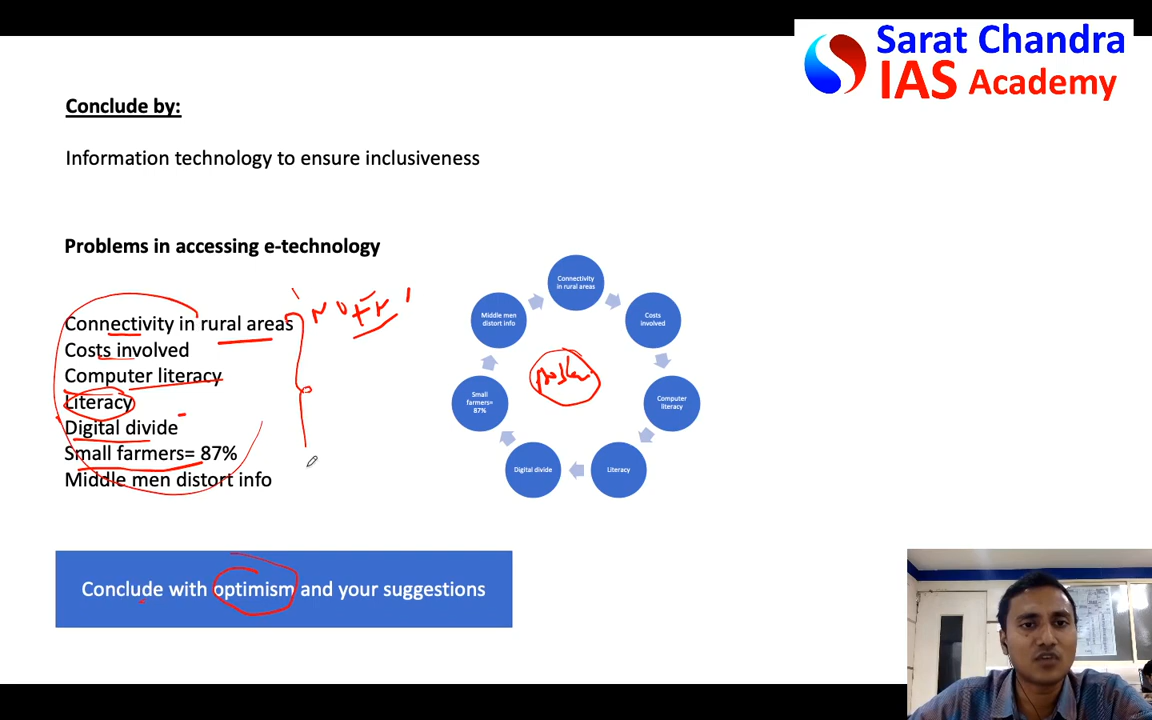 Sarat Chandra
IAS Academy
Conclude by:
Information technology to ensure inclusiveness
Problems in accessing e-technology
Connectivity in rural areas
Costs involved
Computer literacy
Literacy
Digital divide
Small farmers= 87%
Middle men distort info
Connectivity
in rural areas
Costs
involved
Computer
literacy
Literacy
Digital divide
Small
farmers=
87%
Middle men
distort info
Conclude with optimism and your suggestions